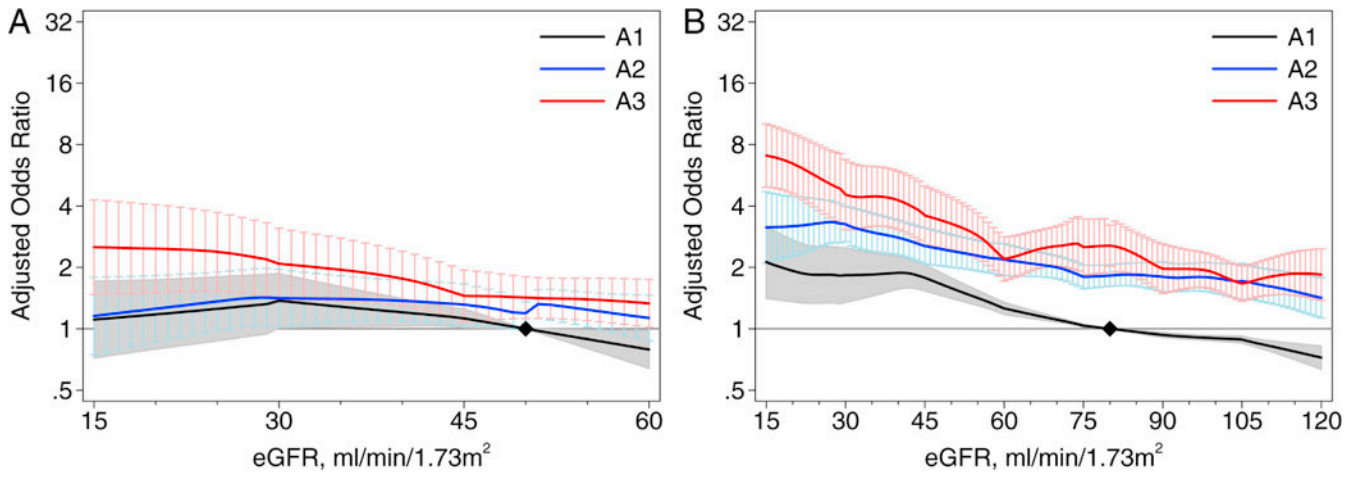 A
Adjusted Odds Ratio
32
16
8
4
2
1
.5
A1
A2
A3
15 30 45 60
eGFR, ml/min/1.73m²
B
Adjusted Odds Ratio
32
16
8
4
2
1
.5
A1
A2
A3
15 30 45 60 75 90 105 120
eGFR, ml/min/1.73m²